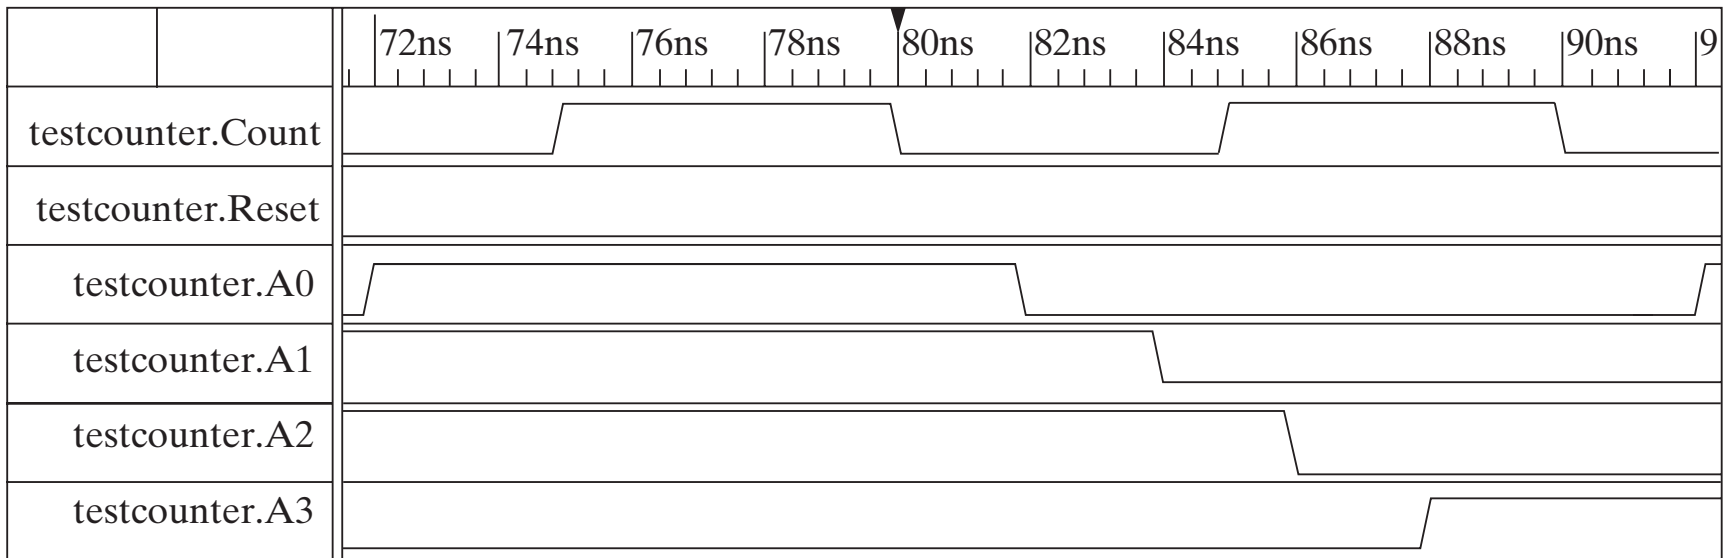 72ns 74ns 76ns 78ns 80ns 82ns 84ns 86ns 88ns 90ns 9
testcounter.Count
testcounter.Reset
testcounter.A0
testcounter.A1
testcounter.A2
testcounter.A3